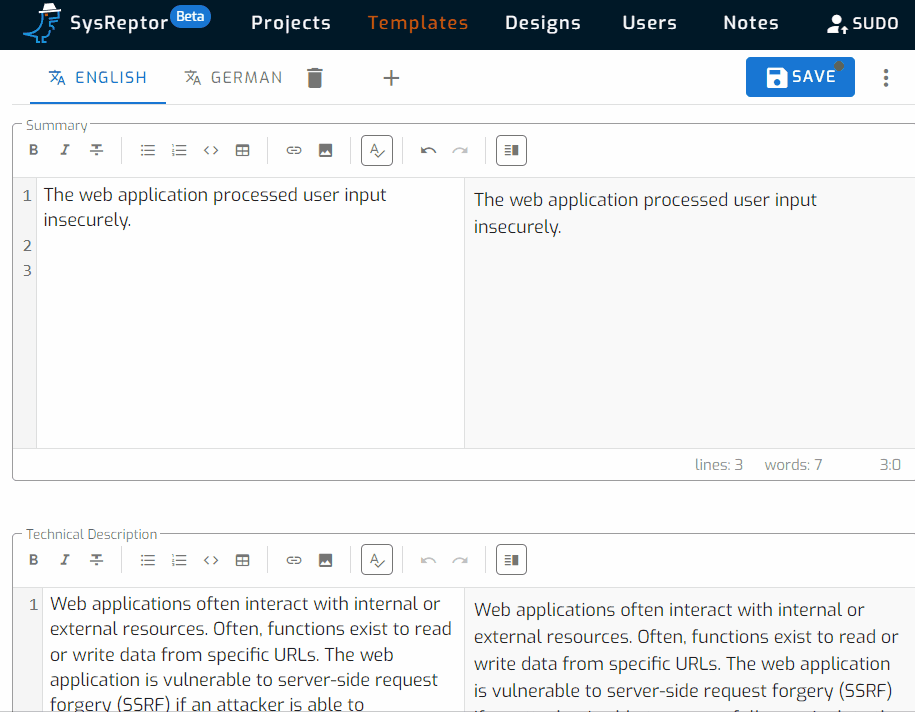 SysReptor Beta Projects Templates Designs Users Notes SUDO
ENGLISH GERMAN SAVE
Summary
1 The web application processed user input
insecurely.
2
3
The web application processed user input
insecurely.
lines: 3 words: 7 3:0
Technical Description
1 Web applications often interact with internal or
external resources. Often, functions exist to read
or write data from specific URLs. The web
application is vulnerable to server-side request
forgery (SSRF) if an attacker is able to
Web applications often interact with internal or
external resources. Often, functions exist to read or
write data from specific URLs. The web application
is vulnerable to server-side request forgery (SSRF)